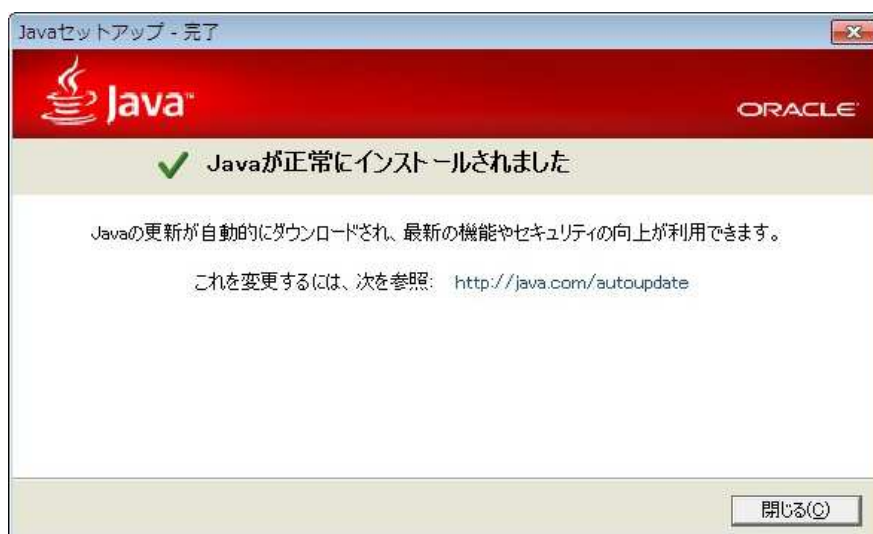 Javaセットアップ - 完了
Java™
ORACLE
Javaが正常にインストールされました
Javaの更新が自動的にダウンロードされ、最新の機能やセキュリティの向上が利用できます。
これを変更するには、次を参照: http://java.com/autoupdate
閉じる(C)